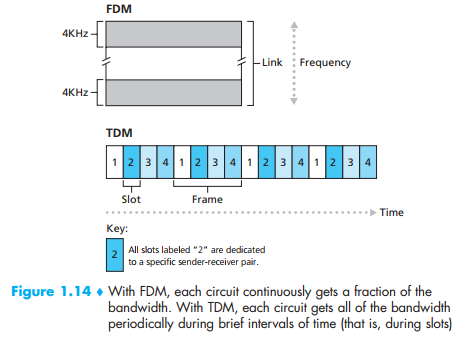 FDM
4KHz
Link Frequency
4KHz
TDM
1 2 3 4 1 2 3 4 1 2 3 4 1 2 3 4
Slot Frame
Time
Key:
2 All slots labeled “2” are dedicated
to a specific sender-receiver pair.
Figure 1.14 ♦ With FDM, each circuit continuously gets a fraction of the
bandwidth. With TDM, each circuit gets all of the bandwidth
periodically during brief intervals of time (that is, during slots)